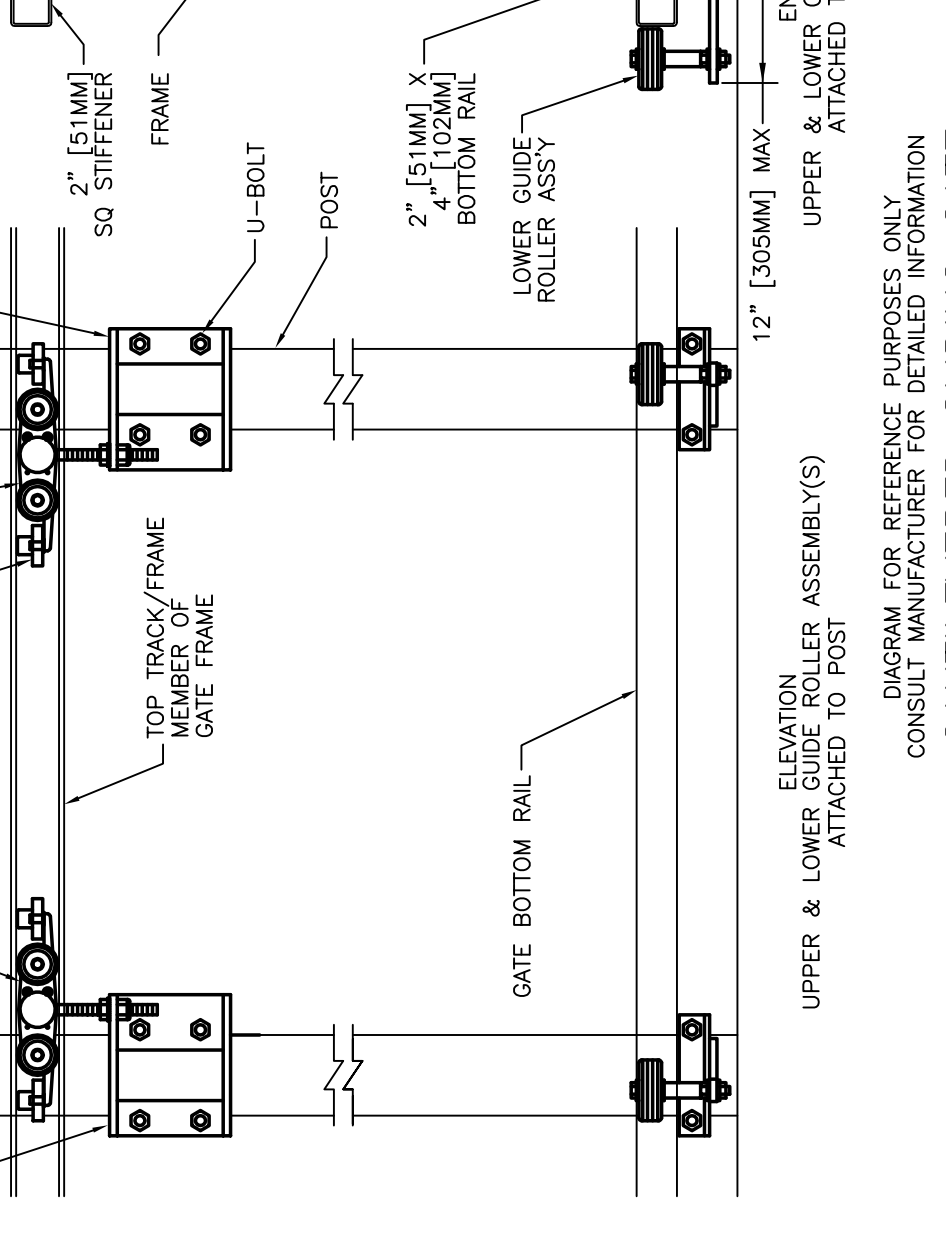 2" [51MM]
SQ STIFFENER
FRAME
U-BOLT
POST
2" [51MM] X
4" [102MM]
BOTTOM RAIL
LOWER GUIDE
ROLLER ASS'Y
12" [305MM] MAX
UPPER & LOWER
ATTACHED
TOP TRACK/FRAME
MEMBER OF
GATE FRAME
GATE BOTTOM RAIL
ELEVATION
UPPER & LOWER GUIDE ROLLER ASSEMBLY(S)
ATTACHED TO POST
DIAGRAM FOR REFERENCE PURPOSES ONLY
CONSULT MANUFACTURER FOR DETAILED INFORMATION